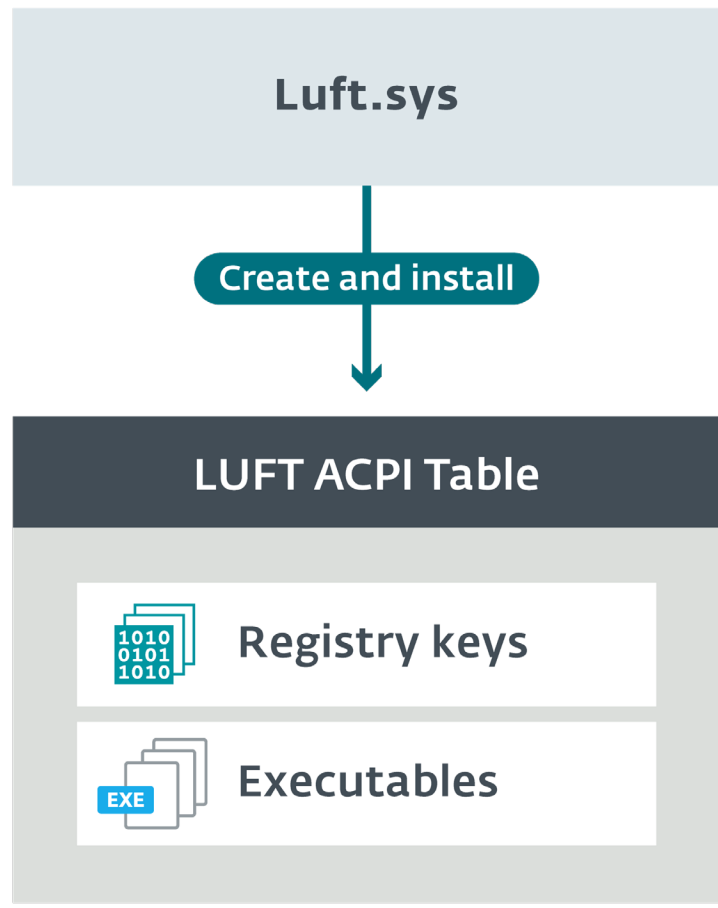 Luft.sys
Create and install
LUFT ACPI Table
1010
0101
1010
Registry keys
EXE
Executables